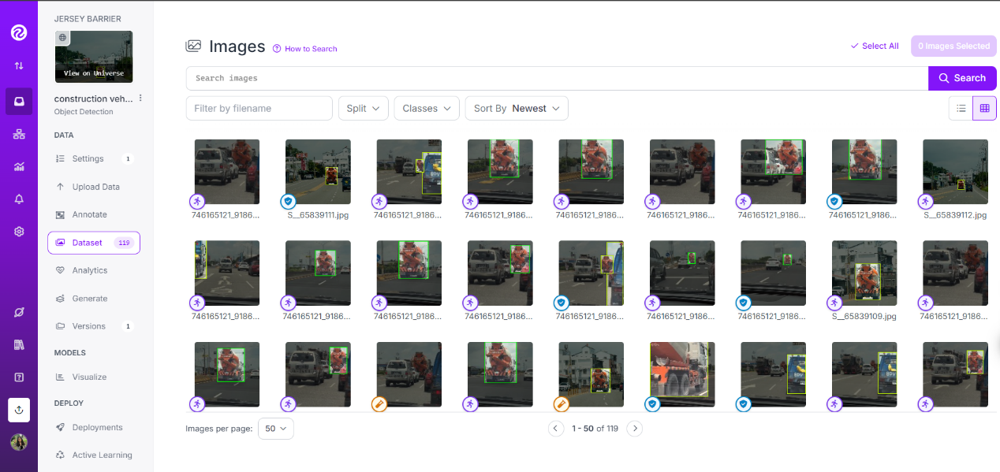 JERSEY BARRIER
View on Universe
construction veh...
Object Detection
DATA
Settings 1
Upload Data
Annotate
Dataset 119
Analytics
Generate
Versions 1
MODELS
Visualize
DEPLOY
Deployments
Active Learning
Images How to Search
Select All 0 Images Selected
Search images Search
Filter by filename Split Classes Sort By Newest
746165121_9186... S__65839111.jpg 746165121_9186... 746165121_9186... 746165121_9186... 746165121_9186... 746165121_9186... 746165121_9186... S__65839112.jpg
746165121_9186... 746165121_9186... 746165121_9186... 746165121_9186... 746165121_9186... 746165121_9186... 746165121_9186... S__65839109.jpg 746165121_9186...
Images per page: 50 1 - 50 of 119